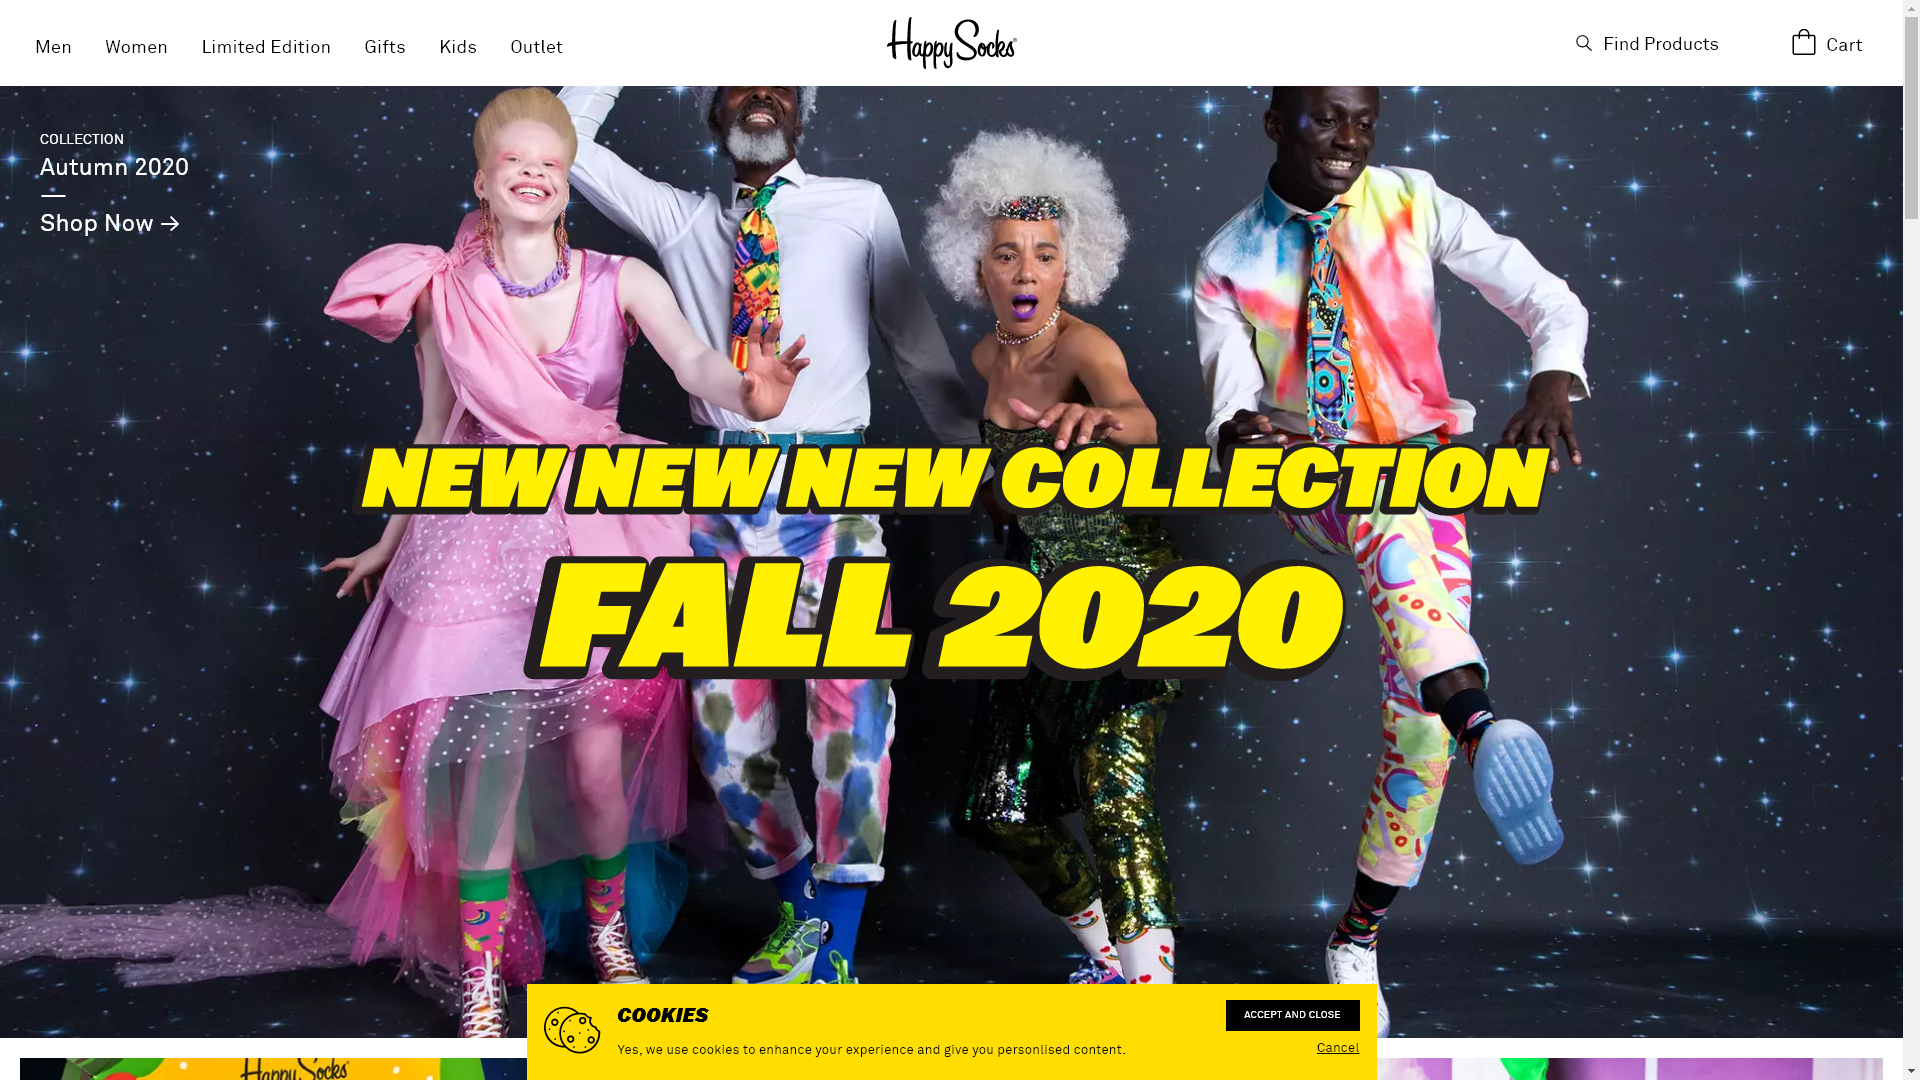 Men Women Limited Edition Gifts Kids Outlet
Happy Socks
Find Products
Cart
COLLECTION
Autumn 2020
Shop Now →
NEW NEW NEW COLLECTION
FALL 2020
COOKIES
Yes, we use cookies to enhance your experience and give you personlised content.
ACCEPT AND CLOSE
Cancel
Happy Socks